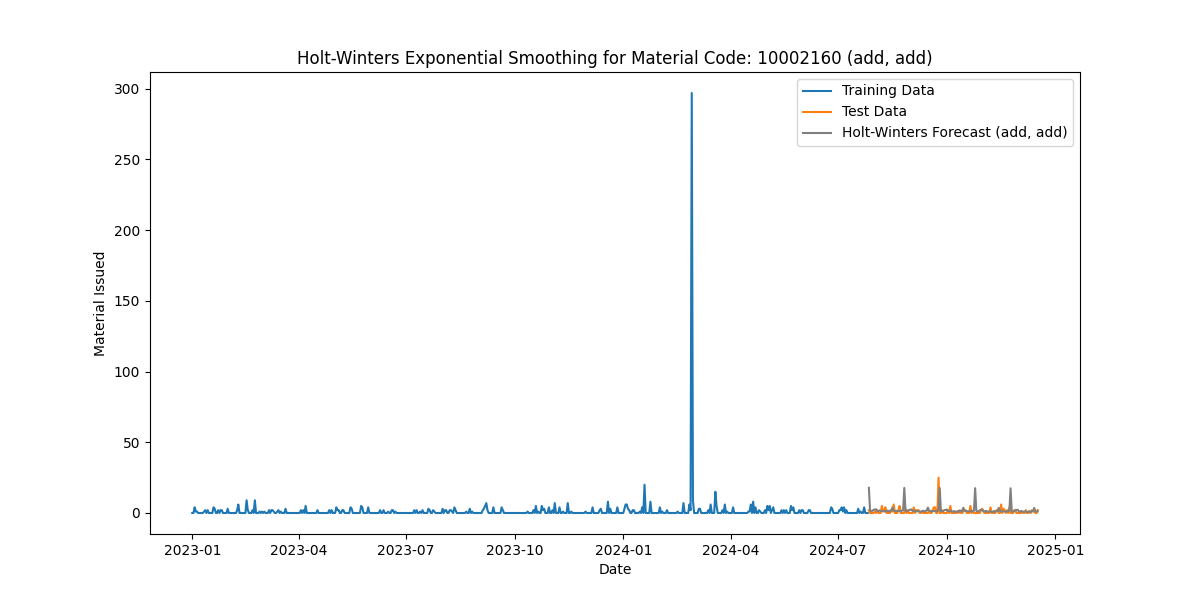 Holt-Winters Exponential Smoothing for Material Code: 10002160 (add, add)
Training Data
Test Data
Holt-Winters Forecast (add, add)
300
250
200
150
100
50
0
Material Issued
2023-01
2023-04
2023-07
2023-10
2024-01
2024-04
2024-07
2024-10
2025-01
Date